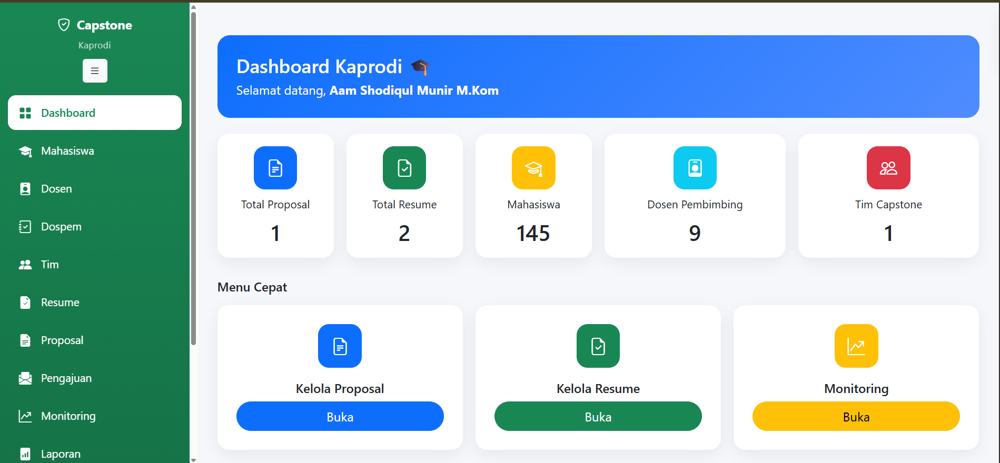 Capstone
Kaprodi
Dashboard
Mahasiswa
Dosen
Dospem
Tim
Resume
Proposal
Pengajuan
Monitoring
Laporan
Dashboard Kaprodi 🎓
Selamat datang, Aam Shodiqul Munir M.Kom
Total Proposal
1
Total Resume
2
Mahasiswa
145
Dosen Pembimbing
9
Tim Capstone
1
Menu Cepat
Kelola Proposal
Buka
Kelola Resume
Buka
Monitoring
Buka